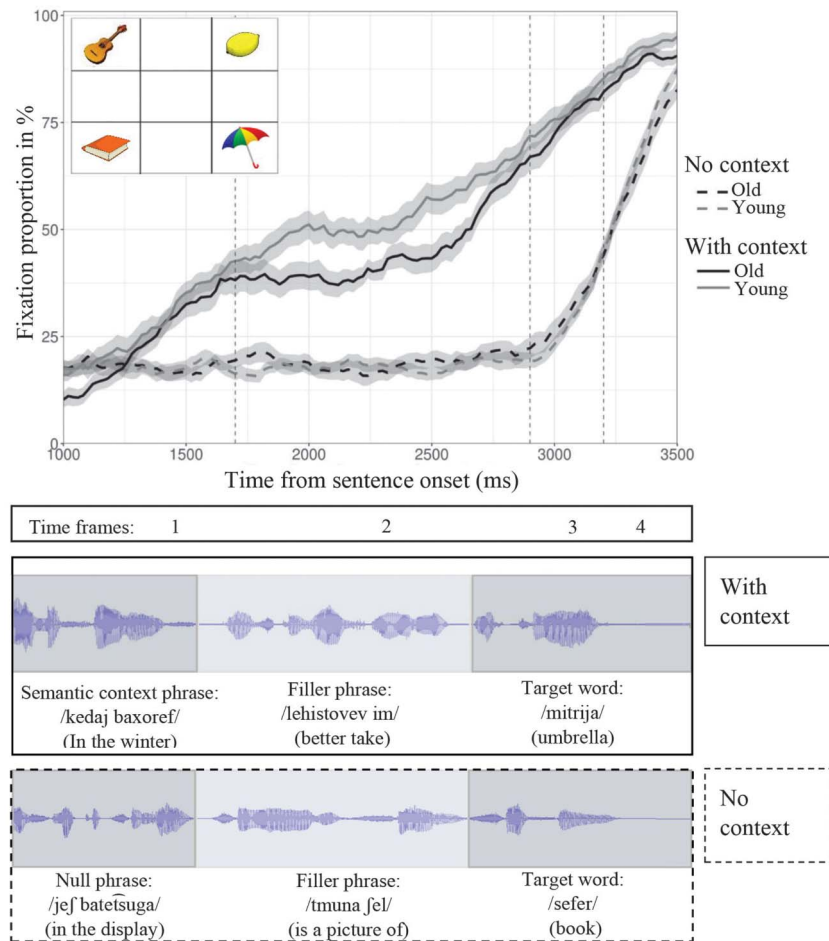 Fixation proportion in %
100
75
50
25
0
1000
1500
2000
2500
3000
3500
Time from sentence onset (ms)
No context
Old
Young
With context
Old
Young
Time frames: 1 2 3 4
With
context
Semantic context phrase:
/kedaj baxoref/
(In the winter
Filler phrase:
/lehistovev im/
(better take)
Target word:
/mitrija/
(umbrella)
No
context
Null phrase:
/jeʃ batet͡suga/
(in the display)
Filler phrase:
/tmuna ʃel/
(is a picture of)
Target word:
/sefer/
(book)